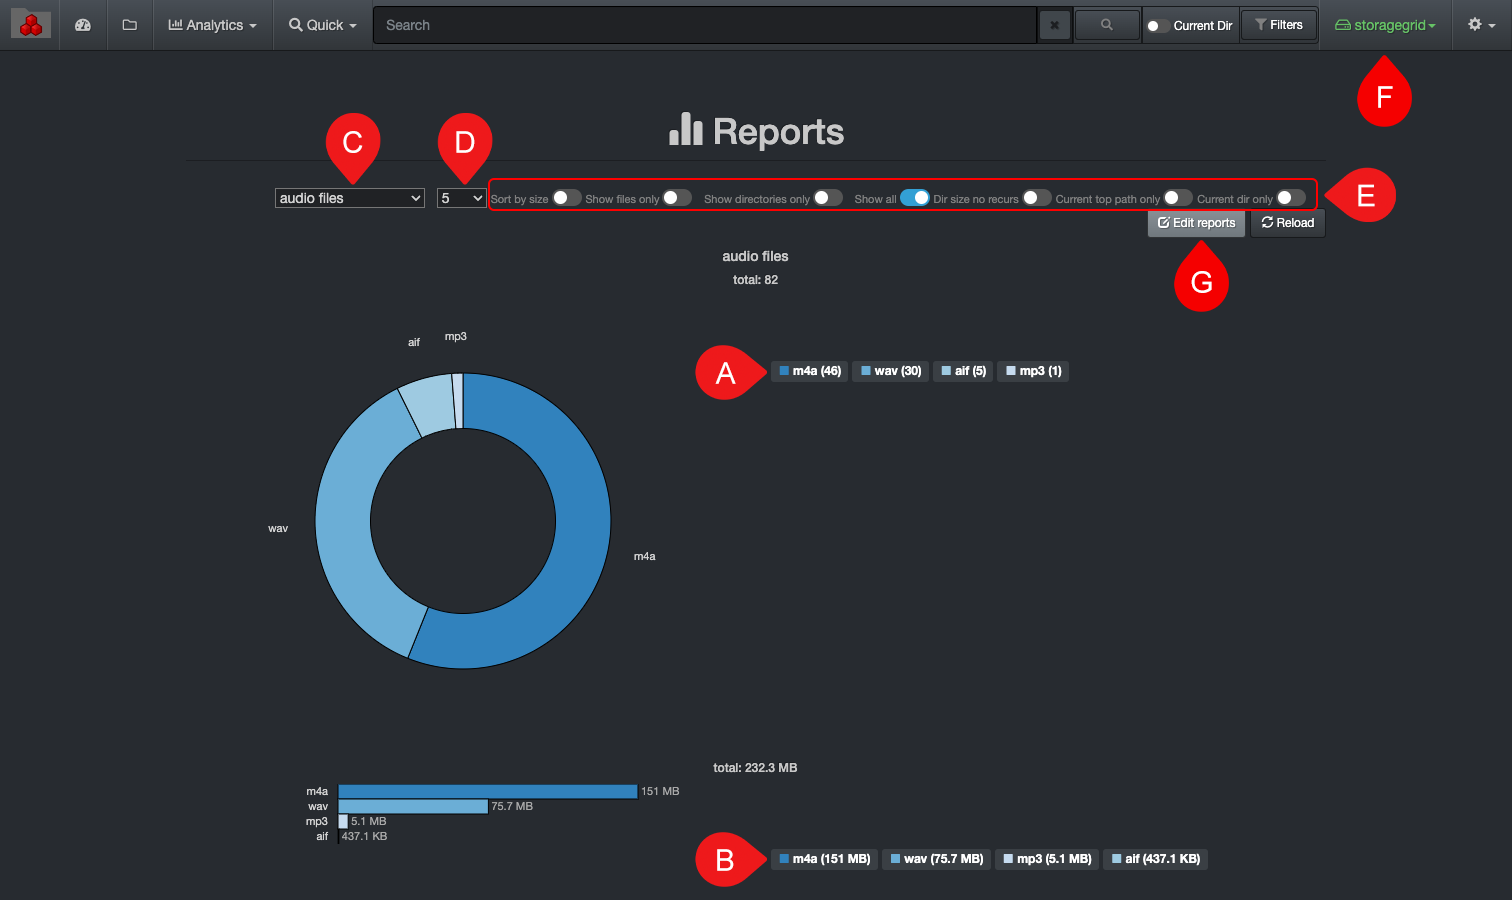 Analytics
Quick
Search
Current Dir
Filters
storagegrid
F
C
D
Reports
audio files
5
Sort by size
Show files only
Show directories only
Show all
Dir size no recurs
Current top path only
Current dir only
E
Edit reports
Reload
G
audio files
total: 82
mp3
aif
A
m4a (46)
wav (30)
aif (5)
mp3 (1)
wav
m4a
total: 232.3 MB
m4a 151 MB
wav 75.7 MB
mp3 5.1 MB
aif 437.1 KB
B
m4a (151 MB)
wav (75.7 MB)
mp3 (5.1 MB)
aif (437.1 KB)